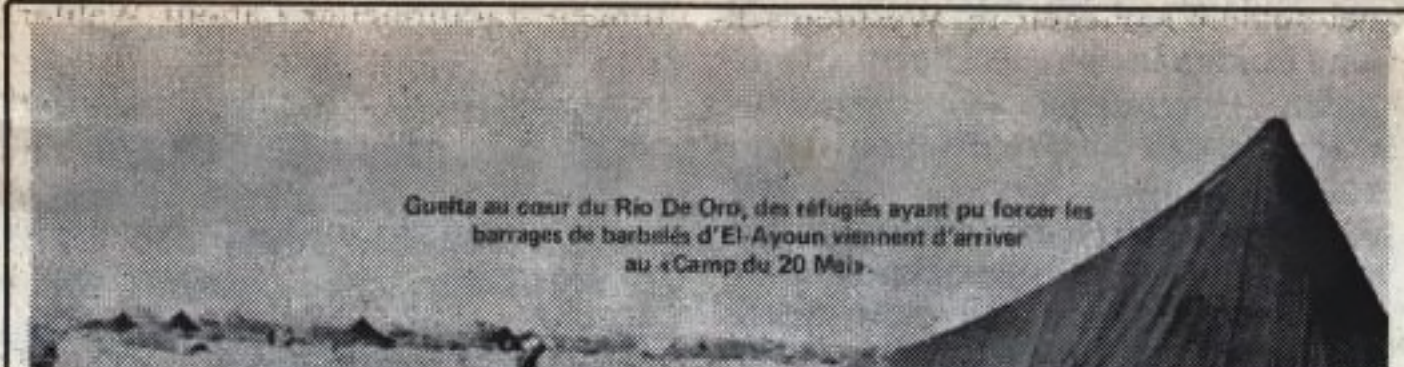 Guelta au cœur du Rio De Oro, des réfugiés ayant pu forcer les
barrages de barbelés d'El-Ayoun viennent d'arriver
au «Camp du 20 Mai».